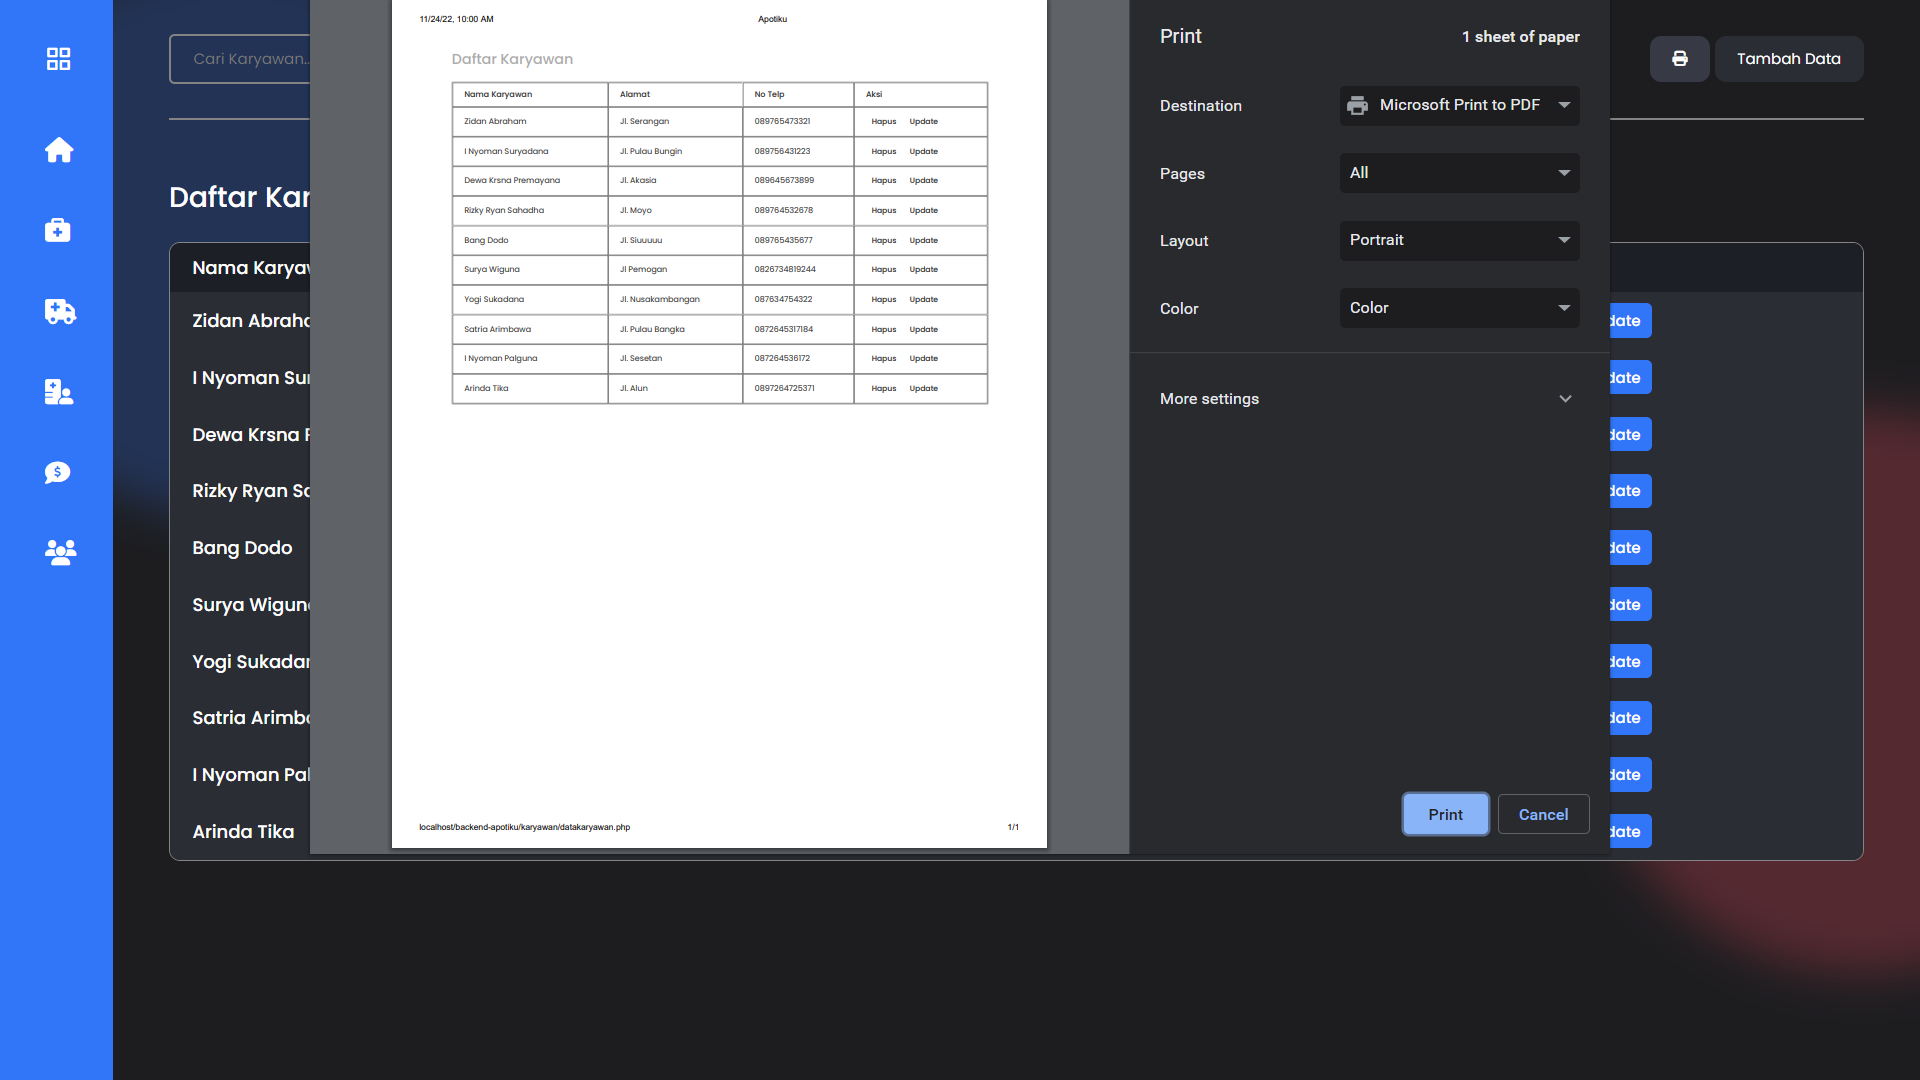 Cari Karyawan..
Daftar Kar
Nama Karyaw
Zidan Abrah
I Nyoman Su
Dewa Krsna
Rizky Ryan S
Bang Dodo
Surya Wigun
Yogi Sukada
Satria Arimb
I Nyoman Pal
Arinda Tika
11/24/22, 10:00 AM Apotiku
Daftar Karyawan
Nama Karyawan Alamat No Telp Aksi
Zidan Abraham Jl. Serangan 089765473321 Hapus Update
I Nyoman Suryadana Jl. Pulau Bungin 089756431223 Hapus Update
Dewa Krsna Premayana Jl. Akasia 089645673899 Hapus Update
Rizky Ryan Sahadha Jl. Moyo 089764532678 Hapus Update
Bang Dodo Jl. Siuuuuu 089765435677 Hapus Update
Surya Wiguna Jl Pemogan 0826734819244 Hapus Update
Yogi Sukadana Jl. Nusakambangan 087634754322 Hapus Update
Satria Arimbawa Jl. Pulau Bangka 0872645317184 Hapus Update
I Nyoman Palguna Jl. Sesetan 087264536172 Hapus Update
Arinda Tika Jl. Alun 0897264725371 Hapus Update
localhost/backend-apotiku/karyawan/datakaryawan.php 1/1
Print 1 sheet of paper
Destination Microsoft Print to PDF
Pages All
Layout Portrait
Color Color
More settings
Print Cancel
Tambah Data
date
date
date
date
date
date
date
date
date
date